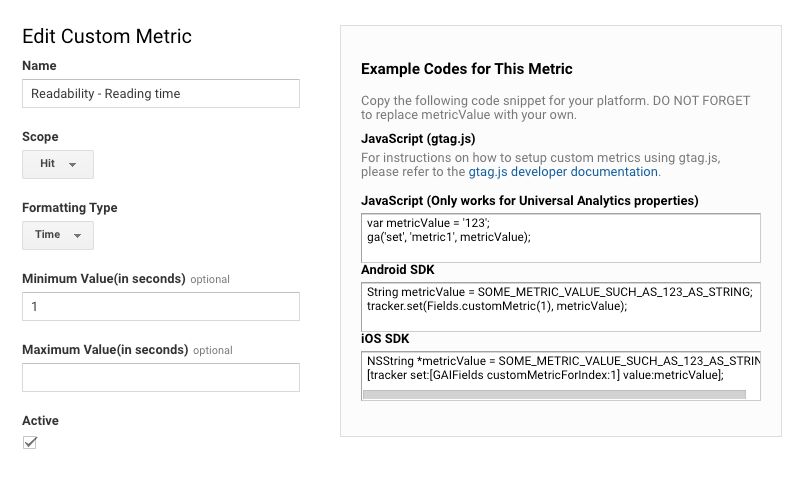 Edit Custom Metric
Name
Readability - Reading time
Scope
Hit
Formatting Type
Time
Minimum Value(in seconds) optional
1
Maximum Value(in seconds) optional
Active
Example Codes for This Metric
Copy the following code snippet for your platform. DO NOT FORGET
to replace metricValue with your own.
JavaScript (gtag.js)
For instructions on how to setup custom metrics using gtag.js,
please refer to the gtag.js developer documentation.
JavaScript (Only works for Universal Analytics properties)
var metricValue = '123';
ga('set', 'metric1', metricValue);
Android SDK
String metricValue = SOME_METRIC_VALUE_SUCH_AS_123_AS_STRING;
tracker.set(Fields.customMetric(1), metricValue);
iOS SDK
NSString *metricValue = SOME_METRIC_VALUE_SUCH_AS_123_AS_STRIN
[tracker set:[GAIFields customMetricForIndex:1] value:metricValue];